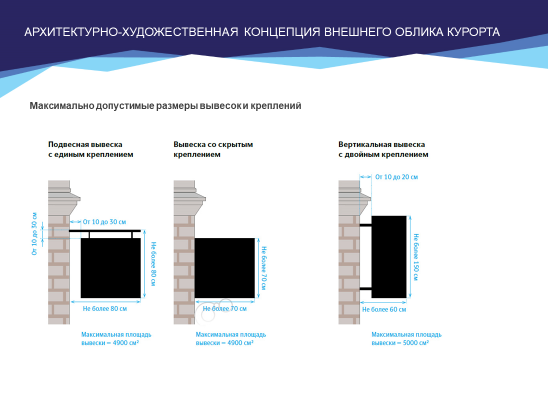 АРХИТЕКТУРНО-ХУДОЖЕСТВЕННАЯ КОНЦЕПЦИЯ ВНЕШНЕГО ОБЛИКА КУРОРТА
Максимально допустимые размеры вывесок и креплений
Подвесная вывеска
с единым креплением
От 10 до 30 см
От 10 до 30 см
Не более 80 см
Не более 80 см
Максимальная площадь
вывески = 4900 см²
Вывеска со скрытым
креплением
Не более 70 см
Не более 70 см
Максимальная площадь
вывески = 4900 см²
Вертикальная вывеска
с двойным креплением
От 10 до 20 см
Не более 150 см
Не более 60 см
Максимальная площадь
вывески = 5000 см²